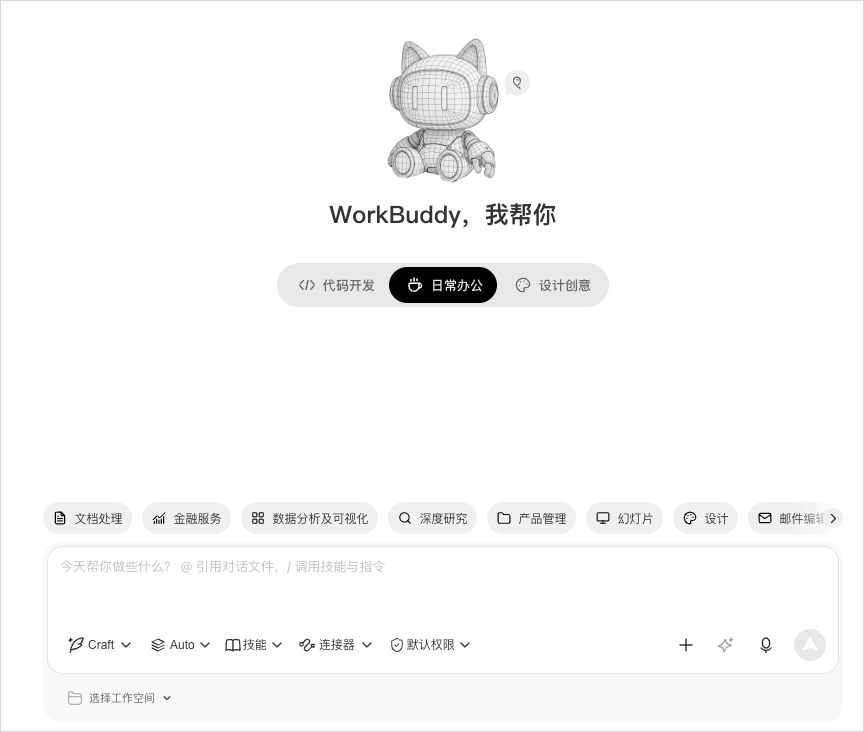 WorkBuddy，我帮你
代码开发 日常办公 设计创意
文档处理 金融服务 数据分析及可视化 深度研究 产品管理 幻灯片 设计 邮件编辑
今天帮你做些什么？ @ 引用对话文件，/ 调用技能与指令
Craft Auto 技能 连接器 默认权限
选择工作空间